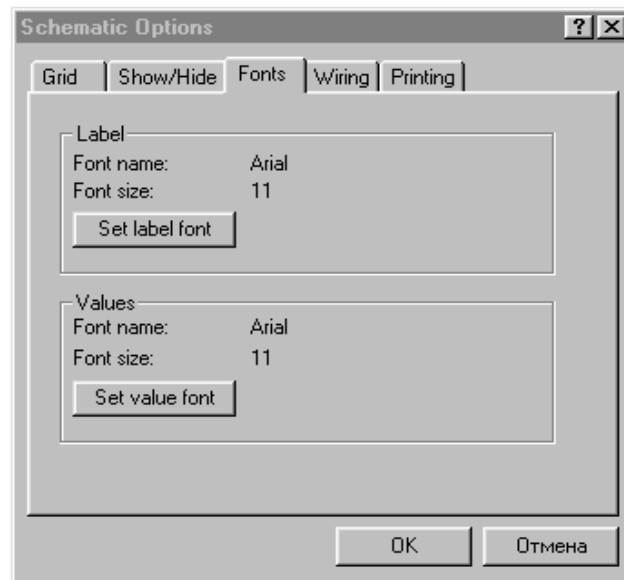 Schematic Options
Grid Show/Hide Fonts Wiring Printing
Label
Font name: Arial
Font size: 11
Set label font
Values
Font name: Arial
Font size: 11
Set value font
OK Отмена